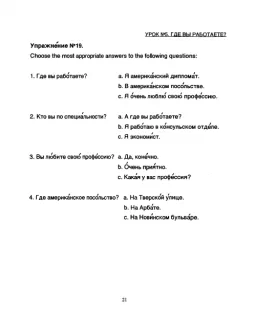 УРОК №5. ГДЕ ВЫ РАБОТАЕТЕ?
Упражне́ние №19.
Choose the most appropriate answers to the following questions:
1. Где вы рабо́таете? a. Я америка́нский диплома́т.
b. В америка́нском посо́льстве.
c. Я о́чень люблю́ свою́ профе́ссию.
2. Кто вы по специа́льности? a. А где вы рабо́таете?
b. Я рабо́таю в ко́нсульском отде́ле.
c. Я экономи́ст.
3. Вы лю́бите свою́ профе́ссию? a. Да, коне́чно.
b. О́чень прия́тно.
c. Кака́я у вас профе́ссия?
4. Где америка́нское посо́льство? a. На Тверско́й у́лице.
b. На Арба́те.
c. На Нови́нском бульва́ре.
21